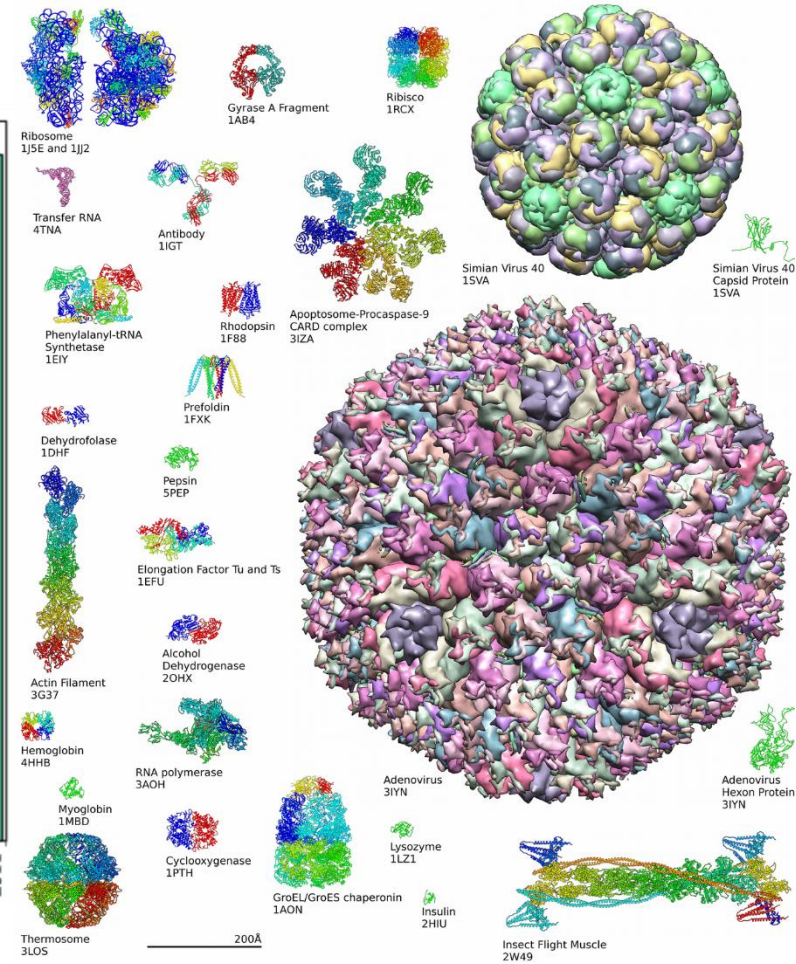 Ribosome
1J5E and 1JJ2
Gyrase A Fragment
1AB4
Ribisco
1RCX
Transfer RNA
4TNA
Antibody
1IGT
Simian Virus 40
1SVA
Simian Virus 40
Capsid Protein
1SVA
Phenylalanyl-tRNA
Synthetase
1EIY
Rhodopsin
1F88
Apoptosome-Procaspase-9
CARD complex
3IZA
Prefoldin
1FXK
Dehydrofolase
1DHF
Pepsin
5PEP
Elongation Factor Tu and Ts
1EFU
Alcohol
Dehydrogenase
2OHX
Actin Filament
3G37
Hemoglobin
4HHB
RNA polymerase
3AOH
Adenovirus
3IYN
Adenovirus
Hexon Protein
3IYN
Myoglobin
1MBD
Cyclooxygenase
1PTH
Lysozyme
1LZ1
GroEL/GroES chaperonin
1AON
Insulin
2HIU
Thermosome
3LOS
200Å
Insect Flight Muscle
2W49